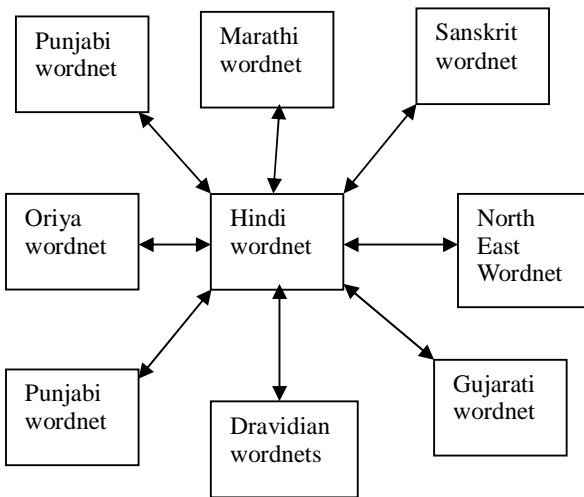 Punjabi
wordnet
Marathi
wordnet
Sanskrit
wordnet
Oriya
wordnet
Hindi
wordnet
North
East
Wordnet
Punjabi
wordnet
Dravidian
wordnets
Gujarati
wordnet